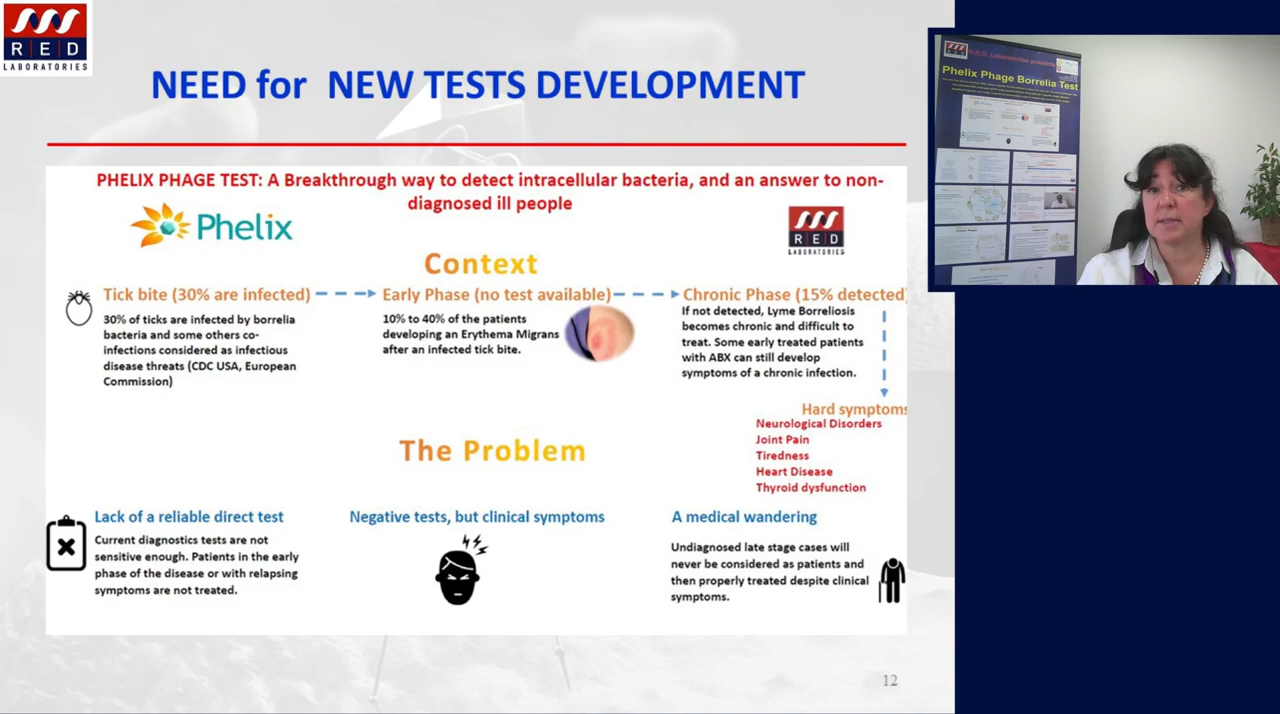 RED
LABORATORIES
NEED for NEW TESTS DEVELOPMENT
PHELIX PHAGE TEST: A Breakthrough way to detect intracellular bacteria, and an answer to non-
diagnosed ill people
Phelix
RED
LABORATORIES
Context
Tick bite (30% are infected)
30% of ticks are infected by borrelia
bacteria and some others co-
infections considered as infectious
disease threats (CDC USA, European
Commission)
Early Phase (no test available)
10% to 40% of the patients
developing an Erythema Migrans
after an infected tick bite.
Chronic Phase (15% detected)
If not detected, Lyme Borreliosis
becomes chronic and difficult to
treat. Some early treated patients
with ABX can still develop
symptoms of a chronic infection.
Hard symptoms
Neurological Disorders
Joint Pain
Tiredness
Heart Disease
Thyroid dysfunction
The Problem
Lack of a reliable direct test
Current diagnostics tests are not
sensitive enough. Patients in the early
phase of the disease or with relapsing
symptoms are not treated.
Negative tests, but clinical symptoms
A medical wandering
Undiagnosed late stage cases will
never be considered as patients and
then properly treated despite clinical
symptoms.
12
Phelix Phage Borrelia Test